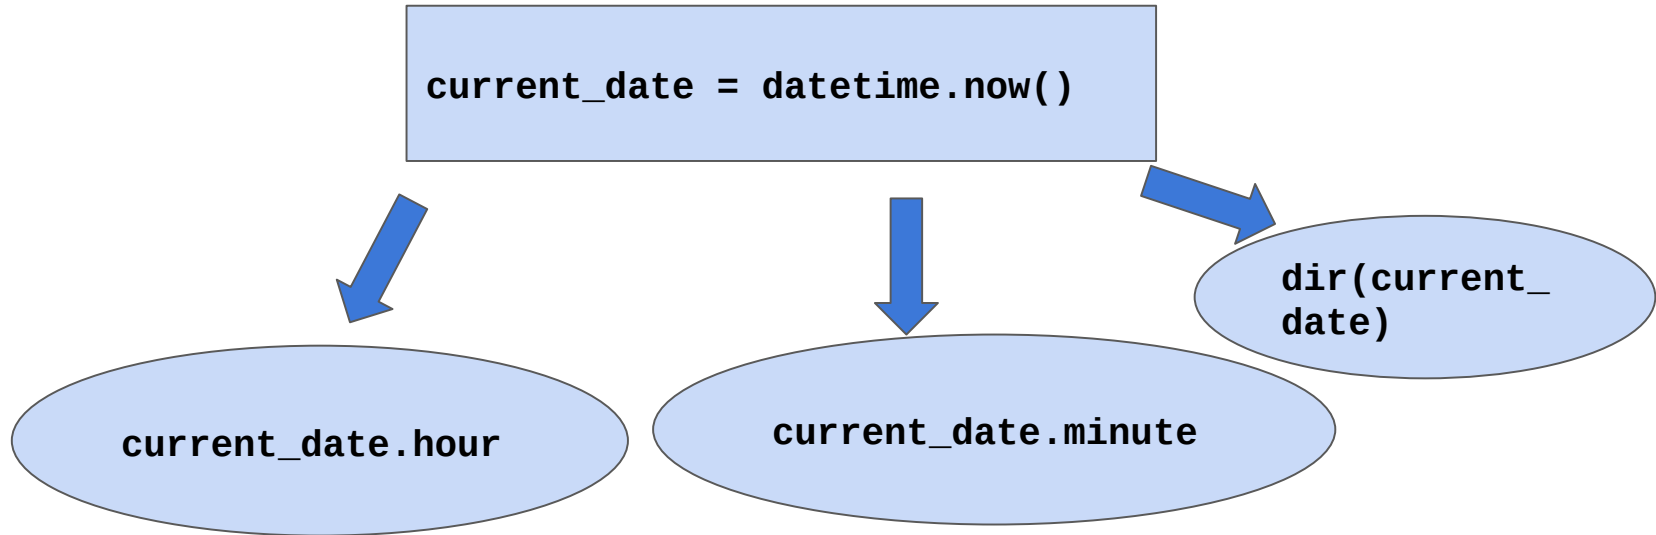 current_date = datetime.now()
dir(current_
date)
current_date.hour
current_date.minute